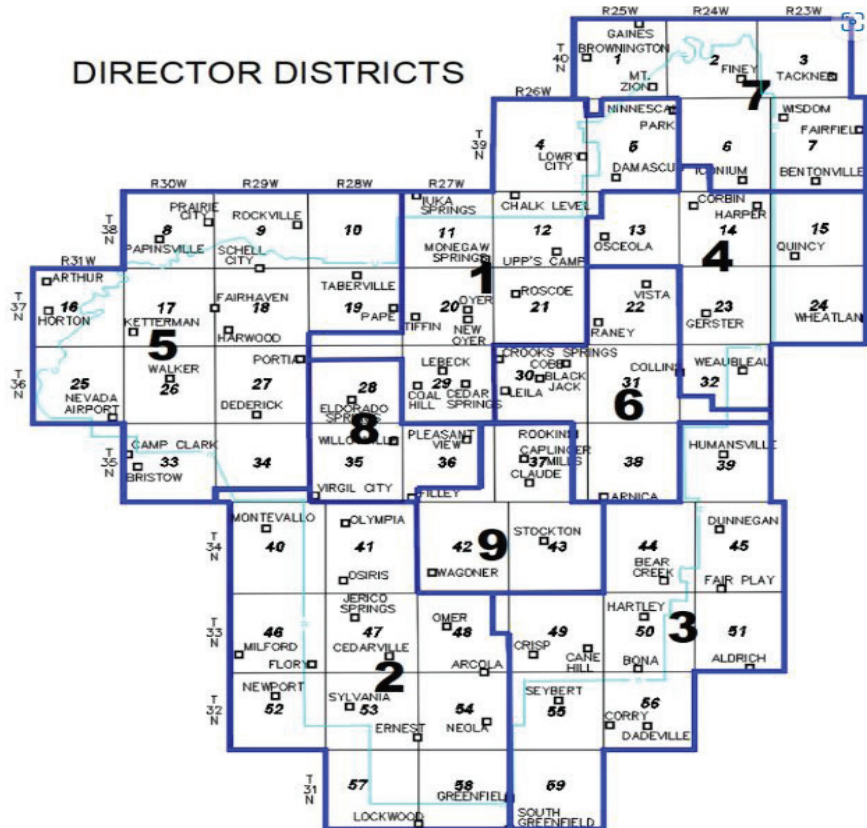 R25W R24W R23W
GAINES
BROWNINGTON
T 40 N
1 2 3
FINEY
TACKNER
MT. ZION
DIRECTOR DISTRICTS
7
R26W
NINNESCAH PARK
WISDOM
FAIRFIELD
T 39 N
4 5 6 7
LOWRY CITY
DAMASCU
ICONIUM
BENTONVILLE
R30W R29W R28W R27W
IUKA SPRINGS
CHALK LEVEL
CORBIN
HARPER
PRAIRIE CITY
ROCKVILLE
T 38 N
8 9 10 11 12 13 14 15
PAPINSVILLE
MONEGAW SPRINGS
OSCEOLA
QUINCY
SCHELL CITY
UPP'S CAMP
1
4
R31W
ARTHUR
TABERVILLE
ROSCOE
VISTA
T 37 N
16 17 18 19 20 21 22 23 24
HORTON
FAIRHAVEN
PAPE
OYER
KETTERMAN
HARWOOD
TIFFIN
NEW OYER
RANEY
GERSTER
WHEATLAN
5
PORTIA
CROOKS SPRINGS
WALKER
LEBECK
COBB
COLLINS
WEAUBLEAU
T 36 N
25 26 27 28 29 30 31 32
NEVADA AIRPORT
DEDERICK
ELDORADO SPRINGS
COAL HILL
CEDAR SPRINGS
LEILA
BLACK JACK
6
8
CAMP CLARK
PLEASANT VIEW
ROOKINS
HUMANSVILLE
T 35 N
33 34 35 36 37 38 39
BRISTOW
CAPLINGER MILLS
CLAUDE
VIRGIL CITY
FILLEY
ARNICA
MONTEVALLO
OLYMPIA
STOCKTON
DUNNEGAN
T 34 N
40 41 42 43 44 45
9
OSIRIS
WAGONER
BEAR CREEK
FAIR PLAY
JERICO SPRINGS
OMER
HARTLEY
T 33 N
46 47 48 49 50 51
3
MILFORD
CEDARVILLE
CRISP
CANE HILL
FLORY
ARCOLA
BONA
ALDRICH
2
NEWPORT
SYLVANIA
SEYBERT
T 32 N
52 53 54 55 56
ERNEST
NEOLA
CORRY
DADEVILLE
T 31 N
57 58 59
GREENFIELD
LOCKWOOD
SOUTH GREENFIELD